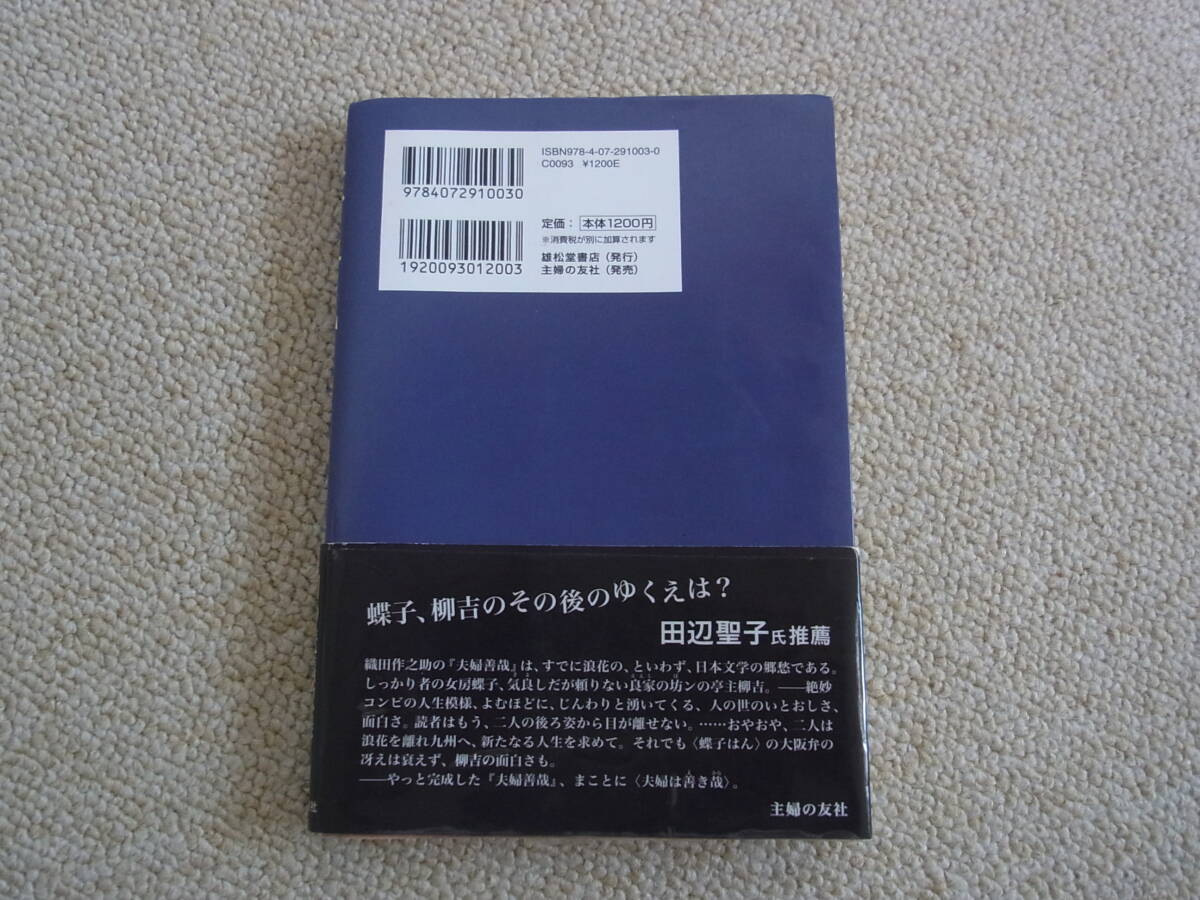 ISBN978-4-07-291003-0
C0093 ¥1200E
9784072910030
定価：本体1200円
※消費税が別に加算されます
1920093012003
雄松堂書店（発行）
主婦の友社（発売）
蝶子、柳吉のその後のゆくえは？
田辺聖子氏推薦
織田作之助の『夫婦善哉』は、すでに浪花の、といわず、日本文学の郷愁である。
しっかり者の女房蝶子、気良しだが頼りない良家の坊ンの亭主柳吉。――絶妙
コンビの人生模様、よむほどに、じんわりと湧いてくる、人の世のいとおしさ、
面白さ。読者はもう、二人の後ろ姿から目が離せない。……おやおや、二人は
浪花を離れ九州へ、新たなる人生を求めて。それでも〈蝶子はん〉の大阪弁の
冴えは衰えず、柳吉の面白さも。
――やっと完成した『夫婦善哉』、まことに〈夫婦は善き哉〉。
主婦の友社
社